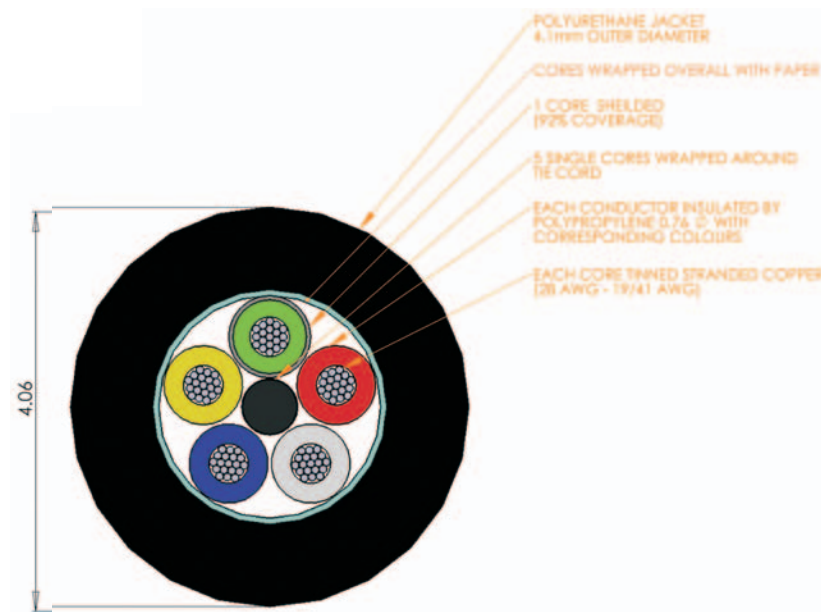 POLYURETHANE JACKET
4.1mm OUTER DIAMETER
CORES WRAPPED OVERALL WITH PAPER
1 CORE SHEILDED
(92% COVERAGE)
5 SINGLE CORES WRAPPED AROUND
TIE CORD
EACH CONDUCTOR INSULATED BY
POLYPROPYLENE 0.76 ∅ WITH
CORRESPONDING COLOURS
EACH CORE TINNED STRANDED COPPER
(28 AWG - 19/41 AWG)
4.06